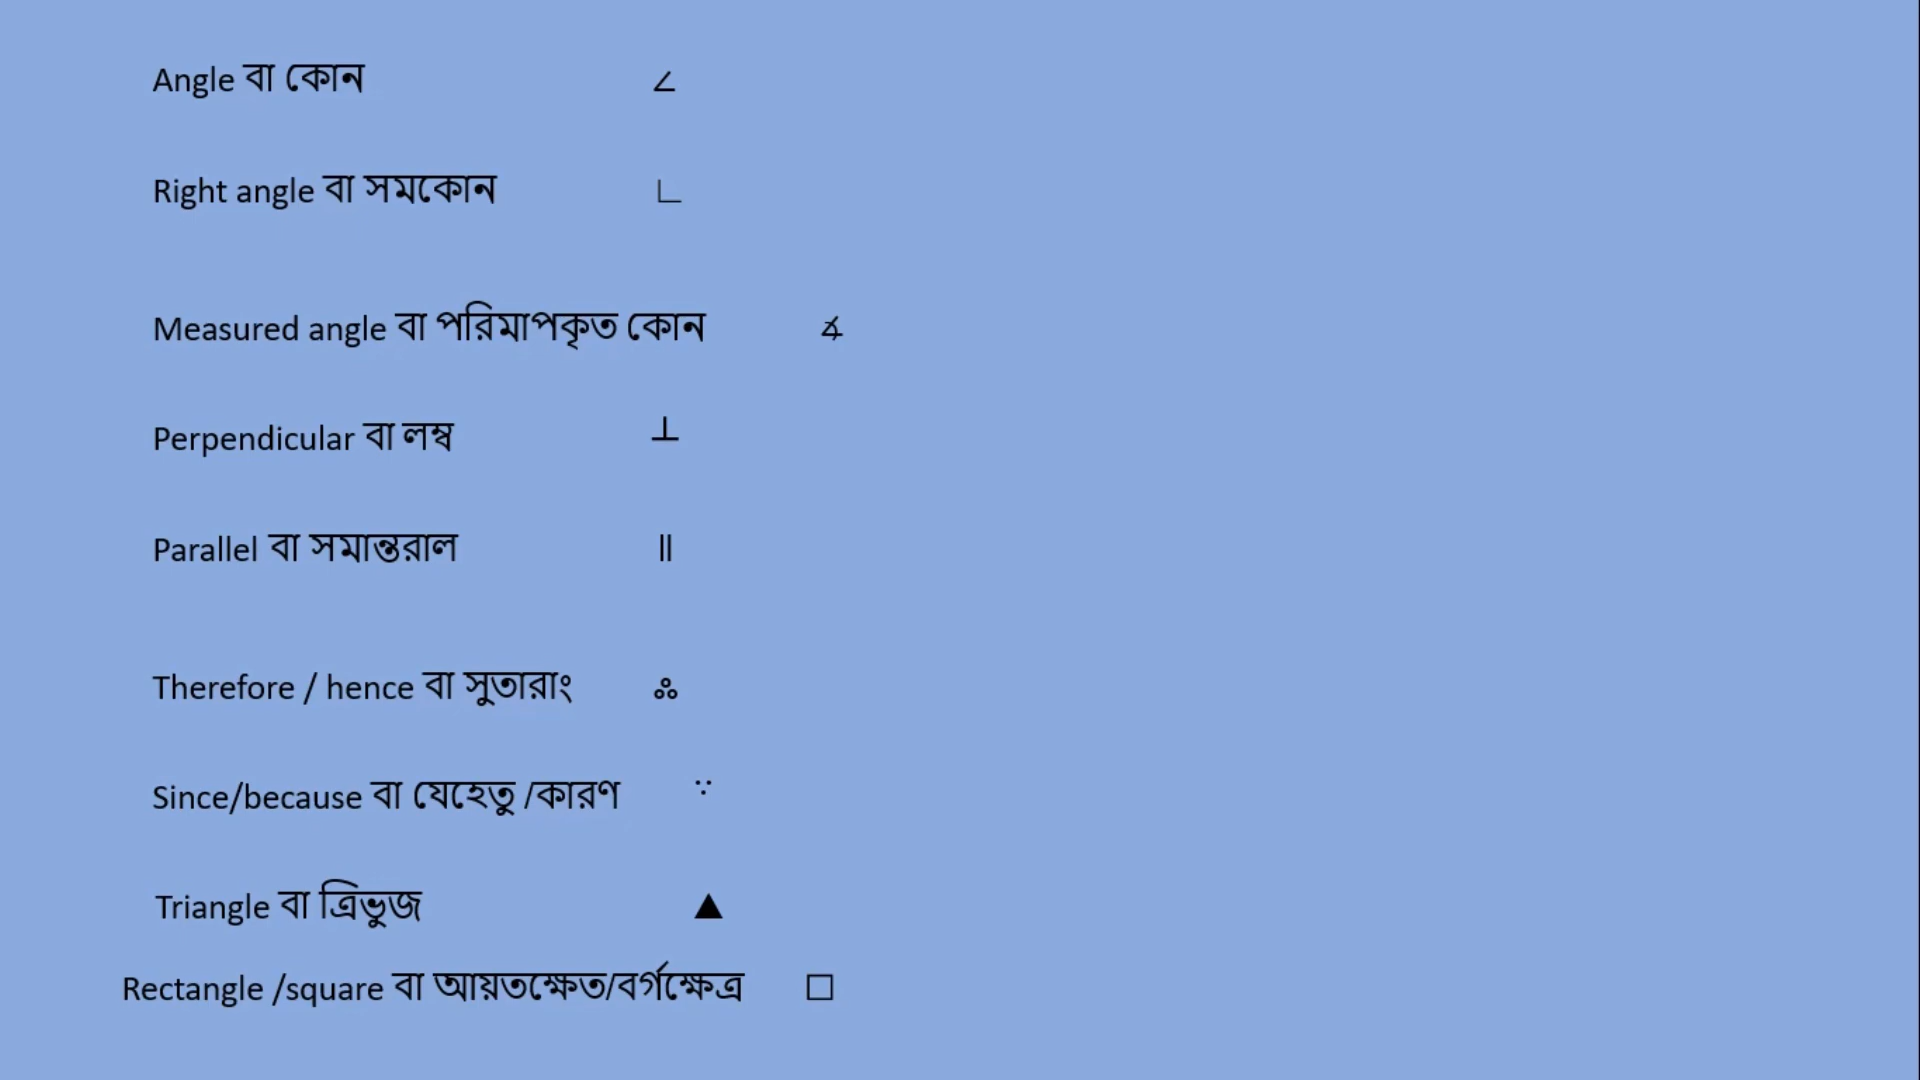 Angle বা কোন ∠
Right angle বা সমকোন ∟
Measured angle বা পরিমাপকৃত কোন ∡
Perpendicular বা লম্ব ⊥
Parallel বা সমান্তরাল ∥
Therefore / hence বা সুতারাং ஃ
Since/because বা যেহেতু /কারণ ∵
Triangle বা ত্রিভুজ ▲
Rectangle /square বা আয়তক্ষেত/বর্গক্ষেত্র □